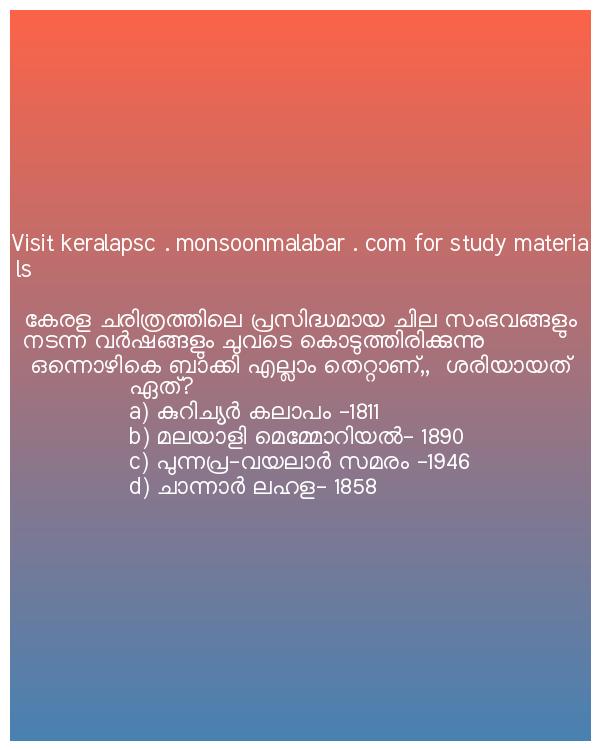 Visit keralapsc . monsoonmalabar . com for study materia
ls
കേരള ചരിത്രത്തിലെ പ്രസിദ്ധമായ ചില സംഭവങ്ങളും
നടന്ന വർഷങ്ങളും ചുവടെ കൊടുത്തിരിക്കുന്നു
ഒന്നൊഴികെ ബാക്കി എല്ലാം തെറ്റാണ്,, ശരിയായത്
ഏത്?
a) കുറിച്യർ കലാപം -1811
b) മലയാളി മെമ്മോറിയൽ- 1890
c) പുന്നപ്ര-വയലാർ സമരം -1946
d) ചാന്നാർ ലഹള- 1858